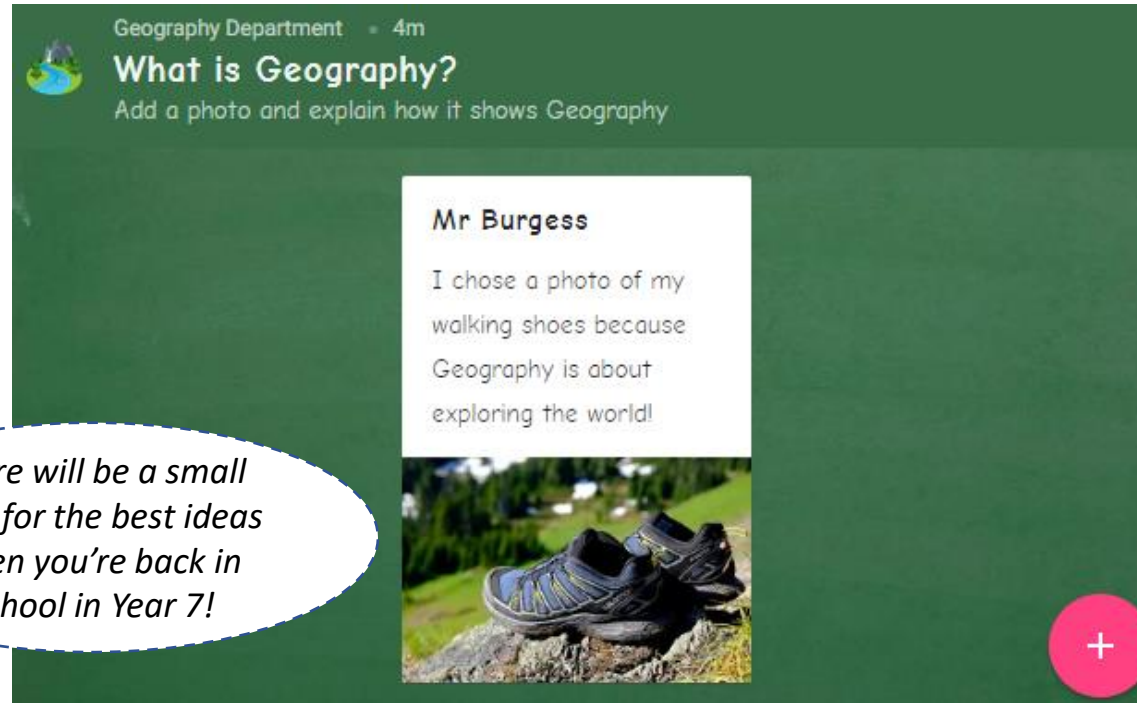 Geography Department • 4m
What is Geography?
Add a photo and explain how it shows Geography
Mr Burgess
I chose a photo of my
walking shoes because
Geography is about
exploring the world!
re will be a small
for the best ideas
en you're back in
hool in Year 7!
+